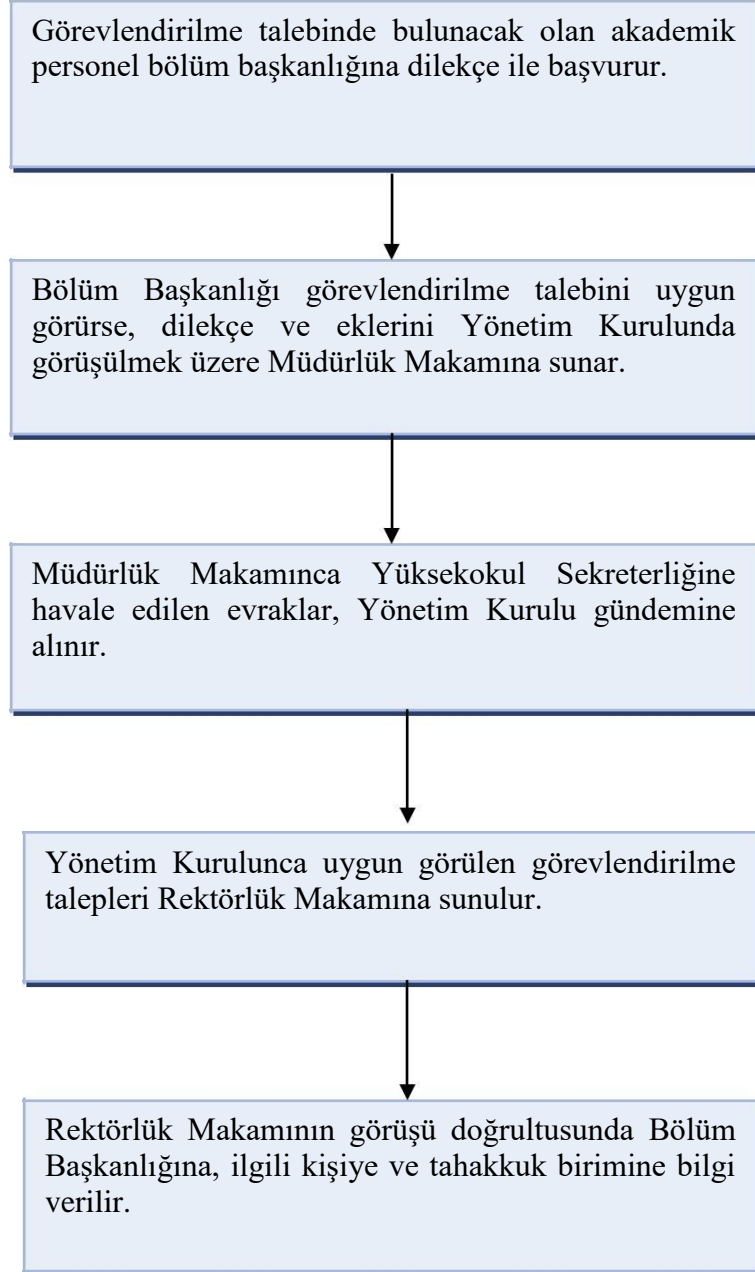 Görevlendirilme talebinde bulunacak olan akademik
personel bölüm başkanlığına dilekçe ile başvurur.
Bölüm Başkanlığı görevlendirilme talebini uygun
görürse, dilekçe ve eklerini Yönetim Kurulunda
görüşülmek üzere Müdürlük Makamına sunar.
Müdürlük Makamınca Yüksekokul Sekreterliğine
havale edilen evraklar, Yönetim Kurulu gündemine
alınır.
Yönetim Kurulunca uygun görülen görevlendirilme
talepleri Rektörlük Makamına sunulur.
Rektörlük Makamının görüşü doğrultusunda Bölüm
Başkanlığına, ilgili kişiye ve tahakkuk birimine bilgi
verilir.